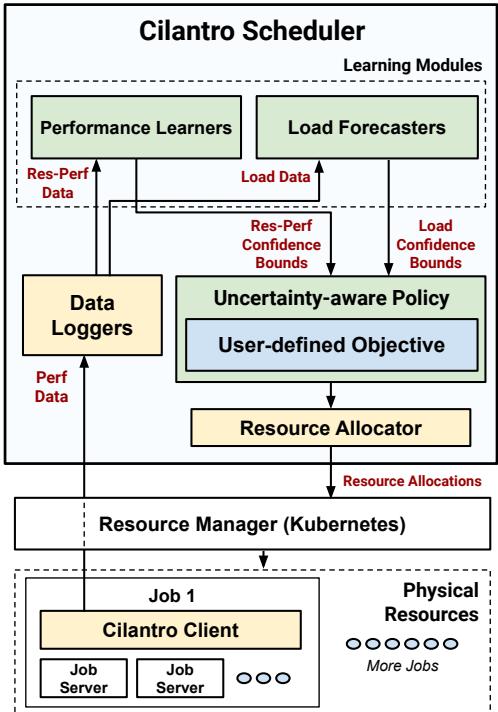 Cilantro Scheduler
Learning Modules
Performance Learners
Load Forecasters
Res-Perf
Data
Load Data
Res-Perf
Confidence
Bounds
Load
Confidence
Bounds
Data
Loggers
Uncertainty-aware Policy
User-defined Objective
Perf
Data
Resource Allocator
Resource Allocations
Resource Manager (Kubernetes)
Job 1
Cilantro Client
Job
Server
Job
Server
Physical
Resources
More Jobs